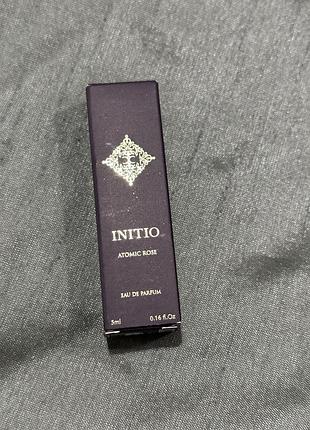 INITIO
ATOMIC ROSE
EAU DE PARFUM
5ml 0.16 fl.Oz